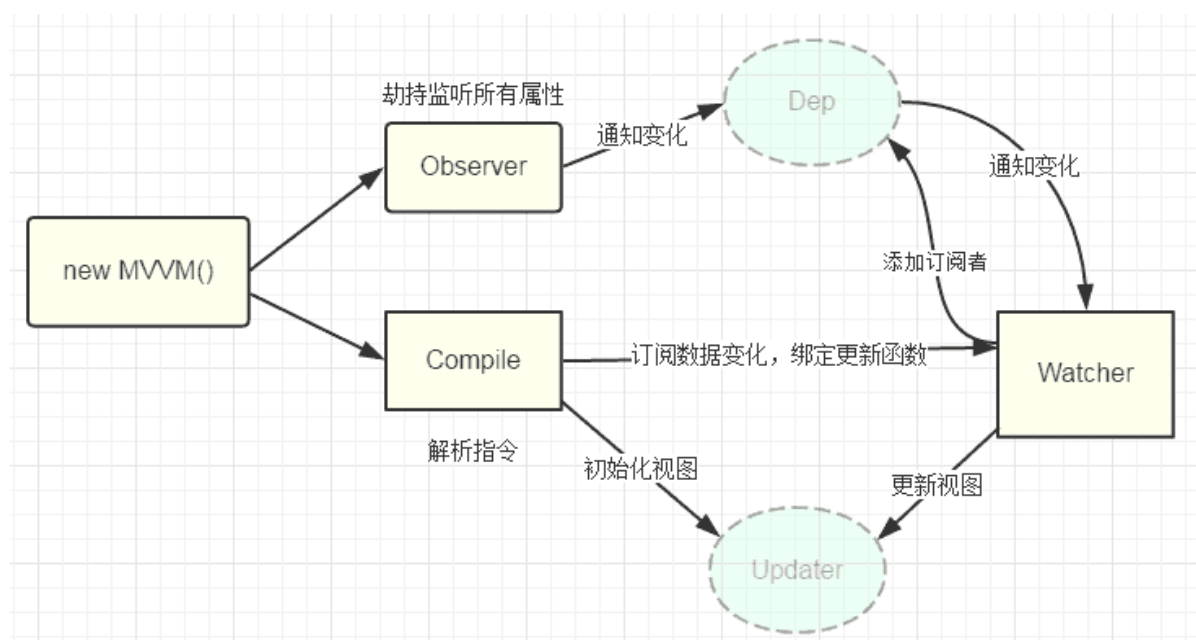 劫持监听所有属性
Dep
通知变化
Observer
通知变化
new MVVM()
添加订阅者
Compile
订阅数据变化，绑定更新函数
Watcher
解析指令
初始化视图
更新视图
Updater